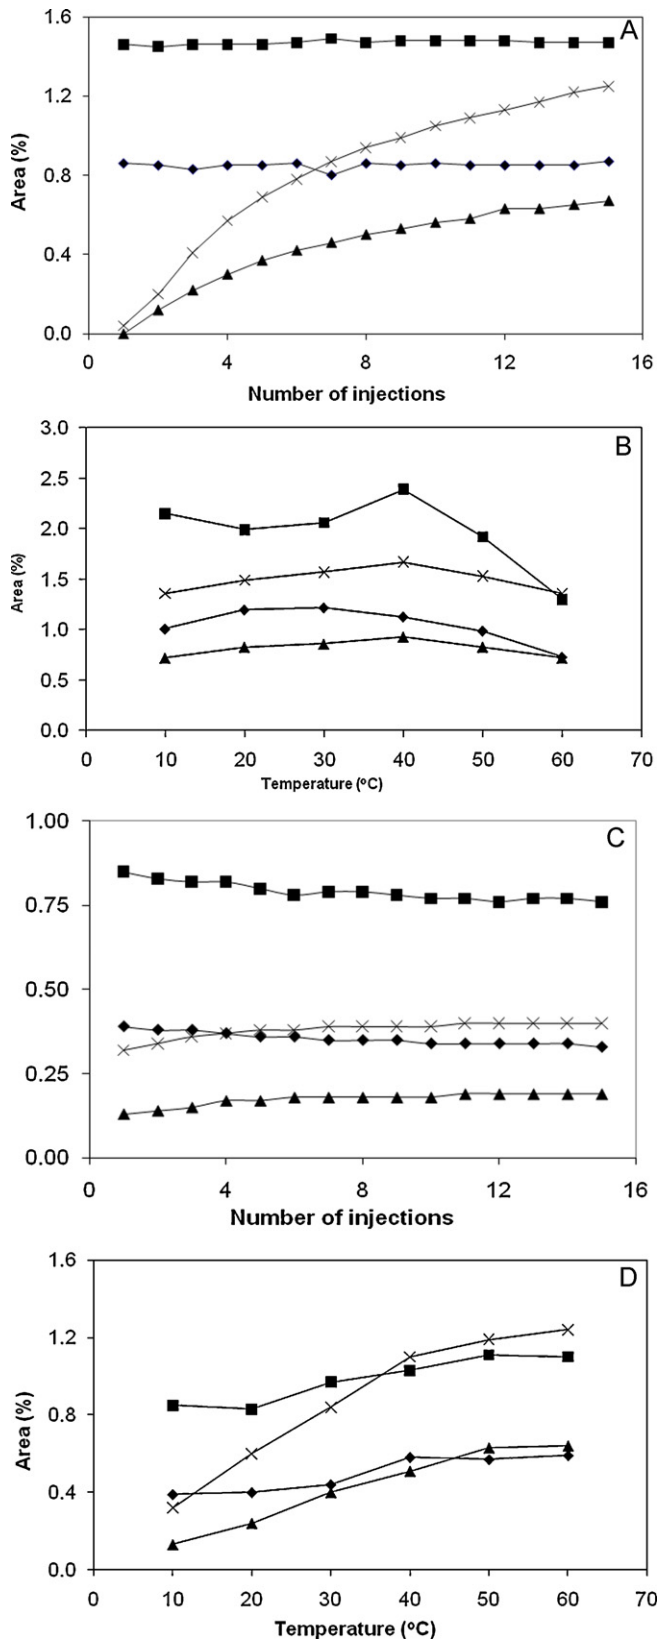 A
1.6
1.2
0.8
0.4
0.0
Area (%)
0 4 8 12 16
Number of injections
B
3.0
2.5
2.0
1.5
1.0
0.5
0.0
Area (%)
0 10 20 30 40 50 60 70
Temperature (ºC)
C
1.00
0.75
0.50
0.25
0.00
0 4 8 12 16
Number of injections
D
1.6
1.2
0.8
0.4
0.0
Area (%)
0 10 20 30 40 50 60 70
Temperature (ºC)